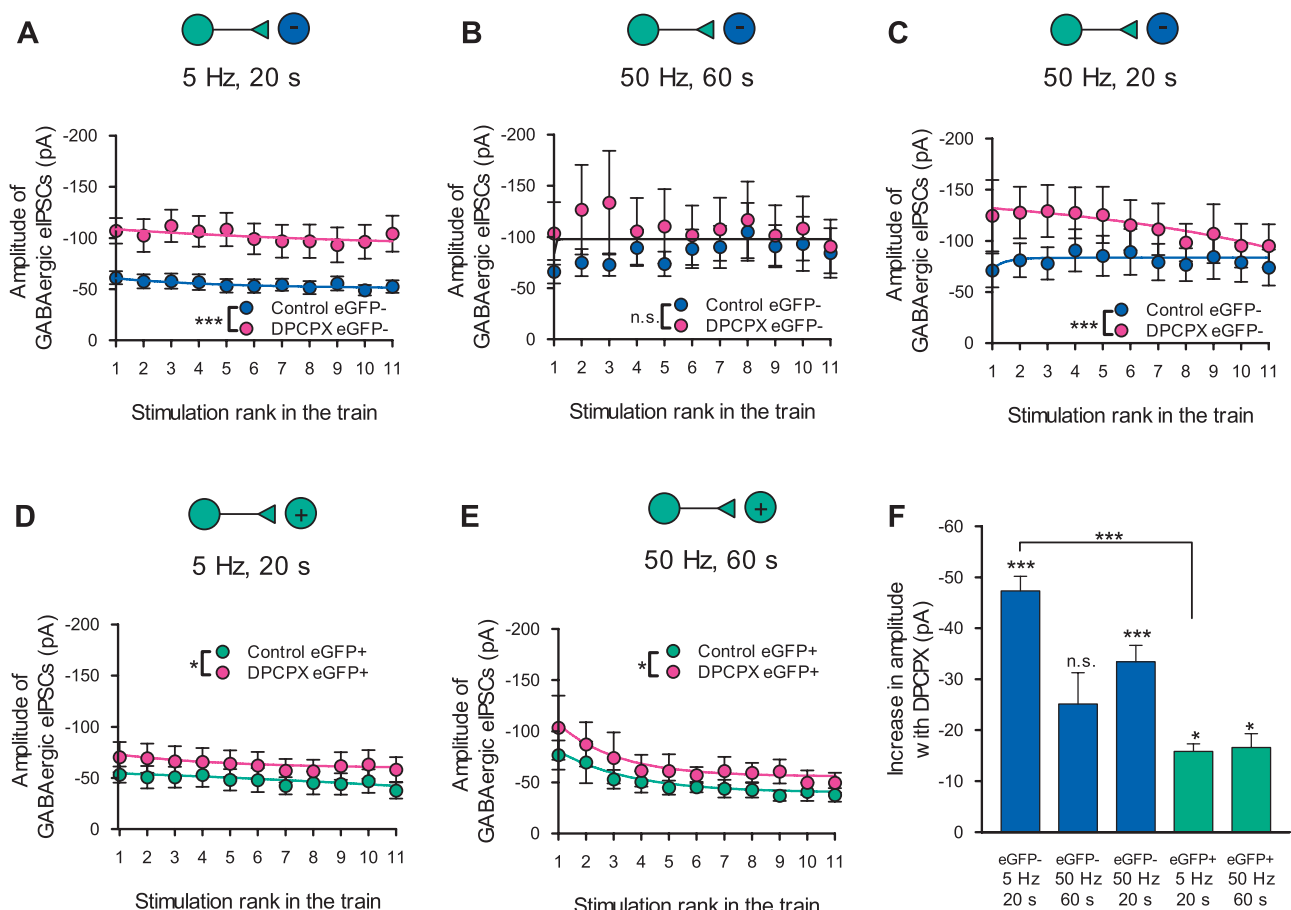 A
-
5 Hz, 20 s
Amplitude of
GABAergic eIPSCs (pA)
-200
-150
-100
-50
0
***
Control eGFP-
DPCPX eGFP-
1 2 3 4 5 6 7 8 9 10 11
Stimulation rank in the train
B
-
50 Hz, 60 s
Amplitude of
GABAergic eIPSCs (pA)
-200
-150
-100
-50
0
n.s.
Control eGFP-
DPCPX eGFP-
1 2 3 4 5 6 7 8 9 10 11
Stimulation rank in the train
C
-
50 Hz, 20 s
Amplitude of
GABAergic eIPSCs (pA)
-200
-150
-100
-50
0
***
Control eGFP-
DPCPX eGFP-
1 2 3 4 5 6 7 8 9 10 11
Stimulation rank in the train
D
+
5 Hz, 20 s
Amplitude of
GABAergic eIPSCs (pA)
-200
-150
-100
-50
0
*
Control eGFP+
DPCPX eGFP+
1 2 3 4 5 6 7 8 9 10 11
Stimulation rank in the train
E
+
50 Hz, 60 s
Amplitude of
GABAergic eIPSCs (pA)
-200
-150
-100
-50
0
*
Control eGFP+
DPCPX eGFP+
1 2 3 4 5 6 7 8 9 10 11
Stimulation rank in the train
F
Increase in amplitude
with DPCPX (pA)
-60
-50
-40
-30
-20
-10
0
***
***
n.s.
***
*
*
eGFP- eGFP- eGFP- eGFP+ eGFP+
5 Hz 50 Hz 50 Hz 5 Hz 50 Hz
20 s 60 s 20 s 20 s 60 s